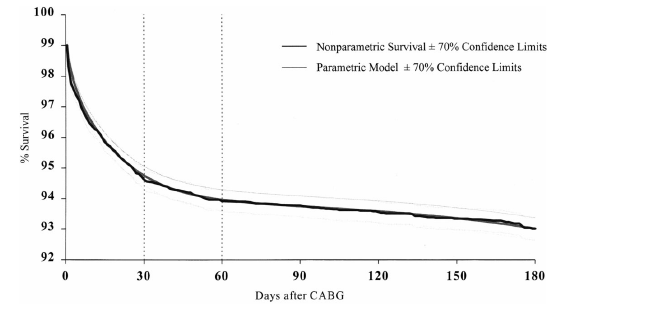 100
99
98
97
96
95
94
93
92
% Survival
Nonparametric Survival ± 70% Confidence Limits
Parametric Model ± 70% Confidence Limits
0 30 60 90 120 150 180
Days after CABG